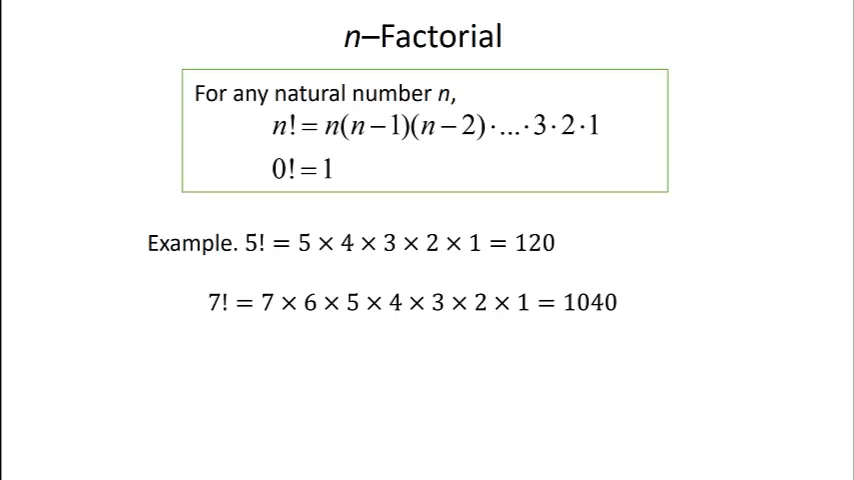 n–Factorial
For any natural number n,
n! = n(n − 1)(n − 2) · ... · 3 · 2 · 1
0! = 1
Example. 5! = 5 × 4 × 3 × 2 × 1 = 120
7! = 7 × 6 × 5 × 4 × 3 × 2 × 1 = 1040